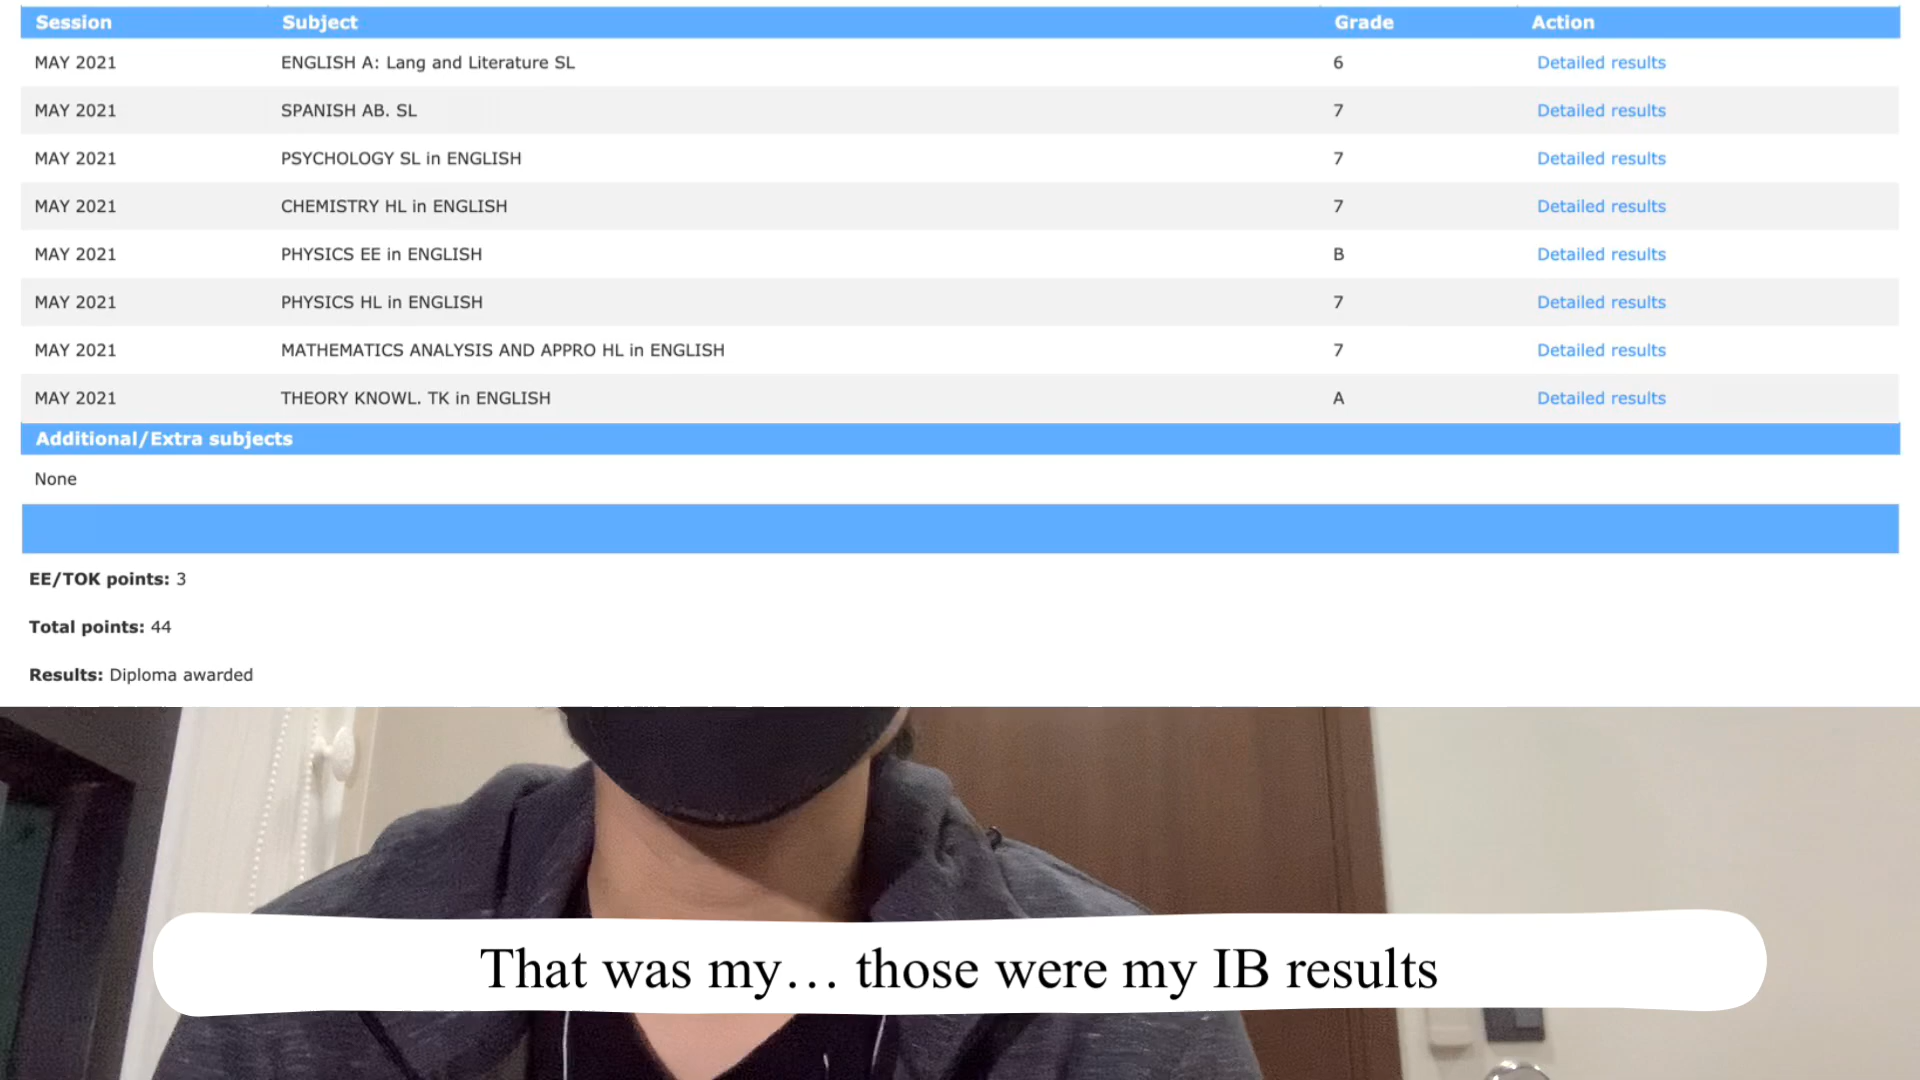 Session Subject Grade Action
MAY 2021 ENGLISH A: Lang and Literature SL 6 Detailed results
MAY 2021 SPANISH AB. SL 7 Detailed results
MAY 2021 PSYCHOLOGY SL in ENGLISH 7 Detailed results
MAY 2021 CHEMISTRY HL in ENGLISH 7 Detailed results
MAY 2021 PHYSICS EE in ENGLISH B Detailed results
MAY 2021 PHYSICS HL in ENGLISH 7 Detailed results
MAY 2021 MATHEMATICS ANALYSIS AND APPRO HL in ENGLISH 7 Detailed results
MAY 2021 THEORY KNOWL. TK in ENGLISH A Detailed results
Additional/Extra subjects
None
EE/TOK points: 3
Total points: 44
Results: Diploma awarded
That was my... those were my IB results